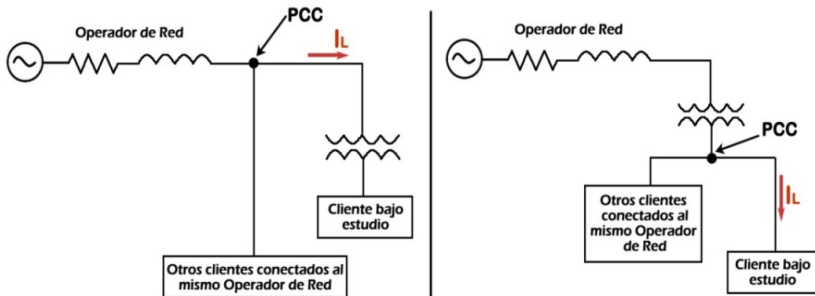 PCC
Operador de Red
IL
Cliente bajo
estudio
Otros clientes conectados al
mismo Operador de Red
Operador de Red
PCC
Otros clientes
conectados al
mismo Operador
de Red
IL
Cliente bajo
estudio